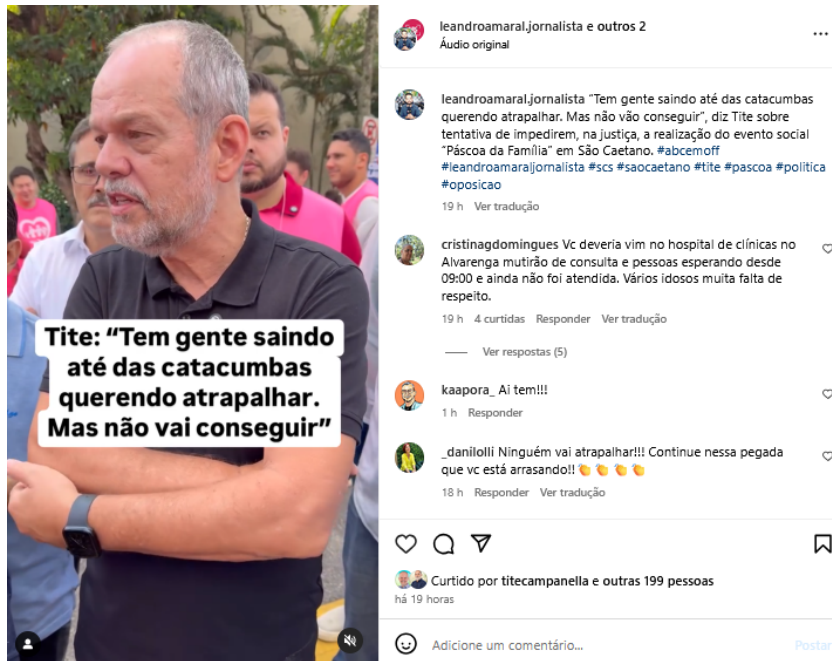 Tite: “Tem gente saindo
até das catacumbas
querendo atrapalhar.
Mas não vai conseguir”
leandroamaral.jornalista e outros 2
Áudio original
leandroamaral.jornalista “Tem gente saindo até das catacumbas
querendo atrapalhar. Mas não vão conseguir”, diz Tite sobre
tentativa de impedirem, na justiça, a realização do evento social
“Páscoa da Família” em São Caetano. #abcemoff
#leandroamaraljornalista #scs #saocaetano #tite #pascoa #politica
#oposicao
19 h Ver tradução
cristinagdomingues Vc deveria vim no hospital de clínicas no
Alvarenga mutirão de consulta e pessoas esperando desde
09:00 e ainda não foi atendida. Vários idosos muita falta de
respeito.
19 h 4 curtidas Responder Ver tradução
Ver respostas (5)
kaapora_ Ai tem!!!
1 h Responder
_danilolli Ninguém vai atrapalhar!!! Continue nessa pegada
que vc está arrasando!! 👏 👏 👏 👏
18 h Responder Ver tradução
Curtido por titecampanella e outras 199 pessoas
há 19 horas
Adicione um comentário...
Postar